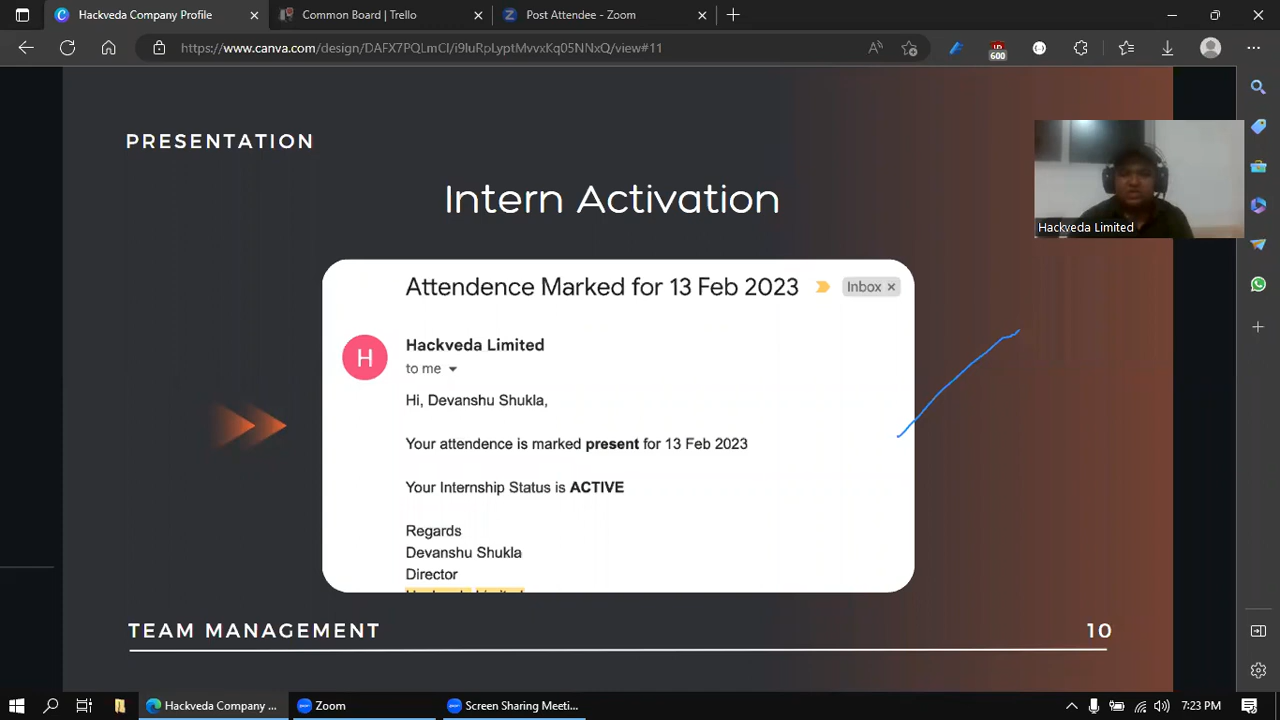 Hackveda Company Profile
Common Board | Trello
Post Attendee - Zoom
https://www.canva.com/design/DAFX7PQLmCI/i9IuRpLyptMvvxKq05NNxQ/view#11
600
PRESENTATION
Intern Activation
Hackveda Limited
Attendence Marked for 13 Feb 2023
Inbox ×
H
Hackveda Limited
to me
Hi, Devanshu Shukla,
Your attendence is marked present for 13 Feb 2023
Your Internship Status is ACTIVE
Regards
Devanshu Shukla
Director
TEAM MANAGEMENT
10
Hackveda Company ...
Zoom
Screen Sharing Meeti...
7:23 PM